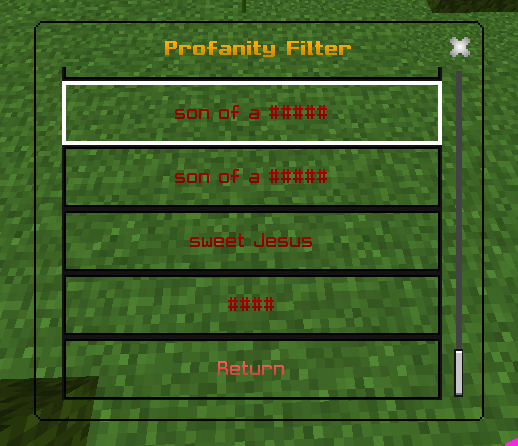 Profanity Filter
son of a #####
son of a #####
sweet Jesus
####
Return